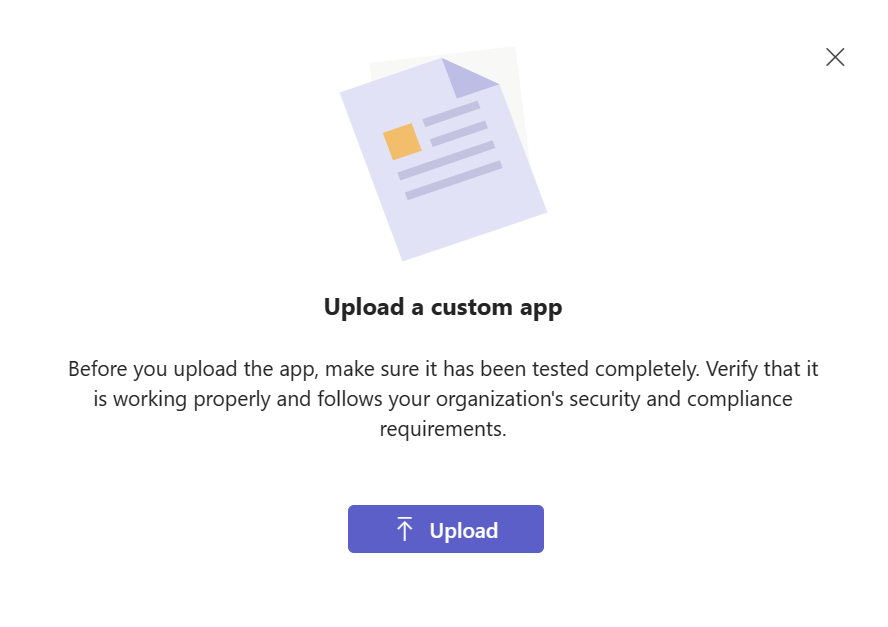 Upload a custom app
Before you upload the app, make sure it has been tested completely. Verify that it
is working properly and follows your organization's security and compliance
requirements.
Upload